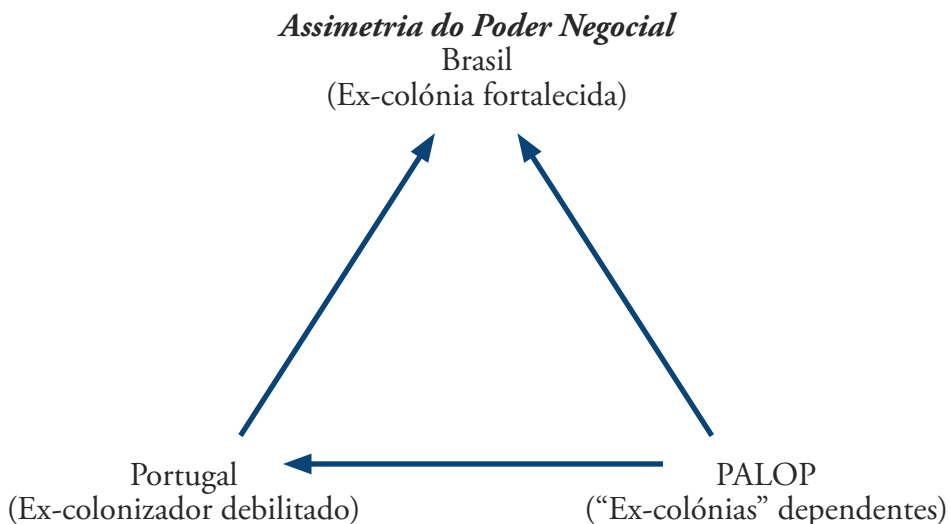 Assimetria do Poder Negocial
Brasil
(Ex-colónia fortalecida)
Portugal
(Ex-colonizador debilitado)
PALOP
(“Ex-colónias” dependentes)